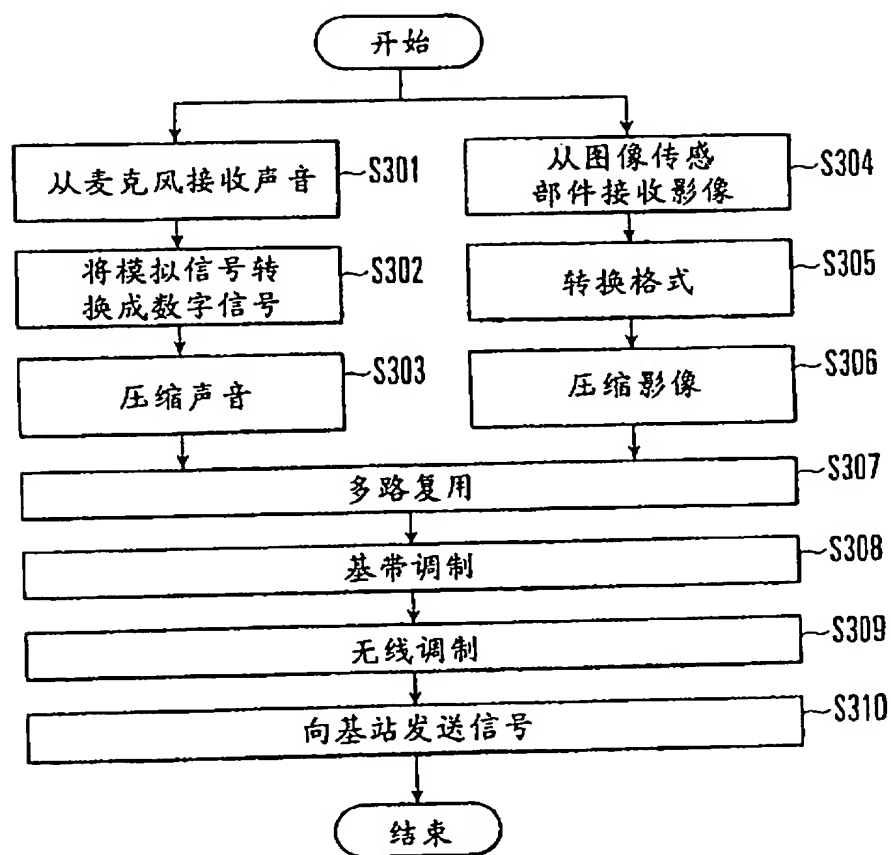 开始
从麦克风接收声音
S301
将模拟信号转
换成数字信号
S302
压缩声音
S303
从图像传感
部件接收影像
S304
转换格式
S305
压缩影像
S306
多路复用
S307
基带调制
S308
无线调制
S309
向基站发送信号
S310
结束